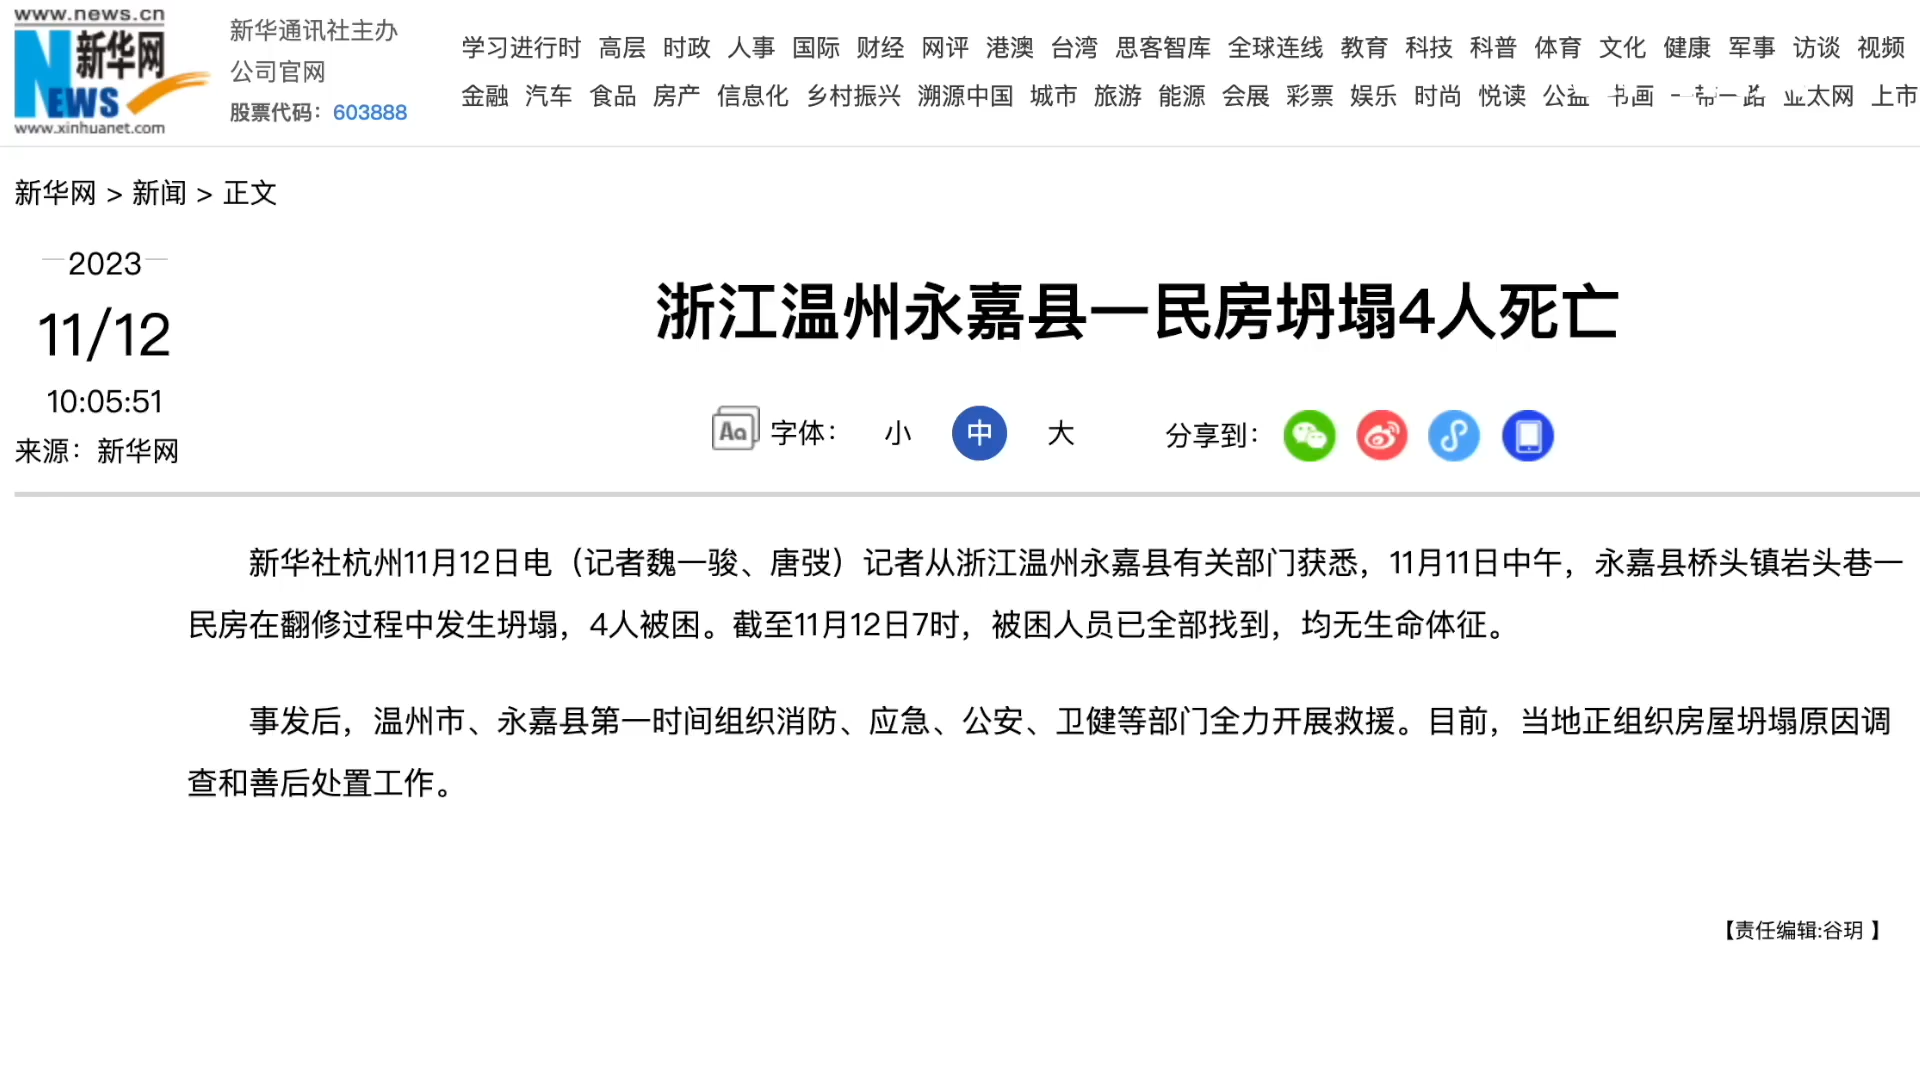 www.news.cn
新华网
NEWS
www.xinhuanet.com
新华通讯社主办
公司官网
股票代码：603888
学习进行时 高层 时政 人事 国际 财经 网评 港澳 台湾 思客智库 全球连线 教育 科技 科普 体育 文化 健康 军事 访谈 视频
金融 汽车 食品 房产 信息化 乡村振兴 溯源中国 城市 旅游 能源 会展 彩票 娱乐 时尚 悦读 公益 书画 一带一路 亚太网 上市
新华网 > 新闻 > 正文
2023
11/12
10:05:51
来源：新华网
浙江温州永嘉县一民房坍塌4人死亡
Aa 字体： 小 中 大 分享到：
新华社杭州11月12日电（记者魏一骏、唐弢）记者从浙江温州永嘉县有关部门获悉，11月11日中午，永嘉县桥头镇岩头巷一
民房在翻修过程中发生坍塌，4人被困。截至11月12日7时，被困人员已全部找到，均无生命体征。
事发后，温州市、永嘉县第一时间组织消防、应急、公安、卫健等部门全力开展救援。目前，当地正组织房屋坍塌原因调
查和善后处置工作。
【责任编辑:谷玥 】